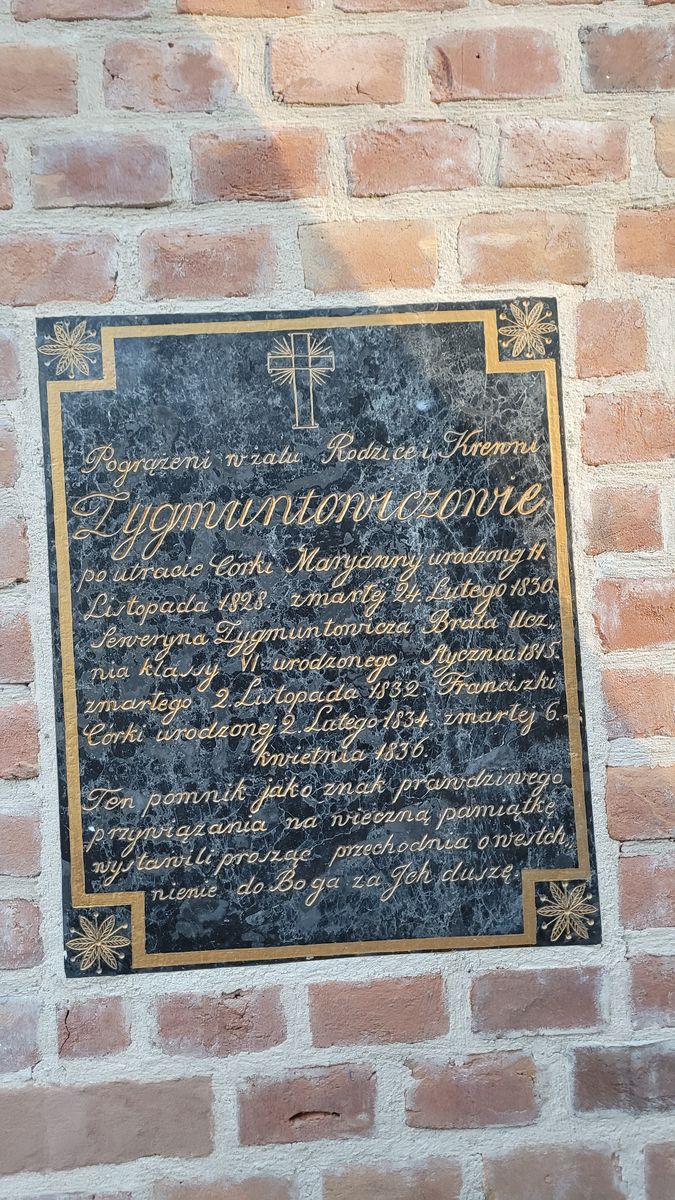 Pogrążeni w żalu Rodzice i Krewni
Zygmuntowiczowie
po utracie Córki Maryanny urodzonej 11.
Listopada 1828. zmarłej 24. Lutego 1830
Seweryna Zygmuntowicza Brata Ucz„
nia klassy VI urodzonego Stycznia 1815.
zmarłego 2. Listopada 1832. Franciszki
Córki urodzonej 2. Lutego 1834. zmarłej 6.
kwietnia 1836.
Ten pomnik jako znak prawdziwego
przywiązania na wieczną pamiątkę
wystawili prosząc przechodnia o westch„
nienie do Boga za Jch duszę.